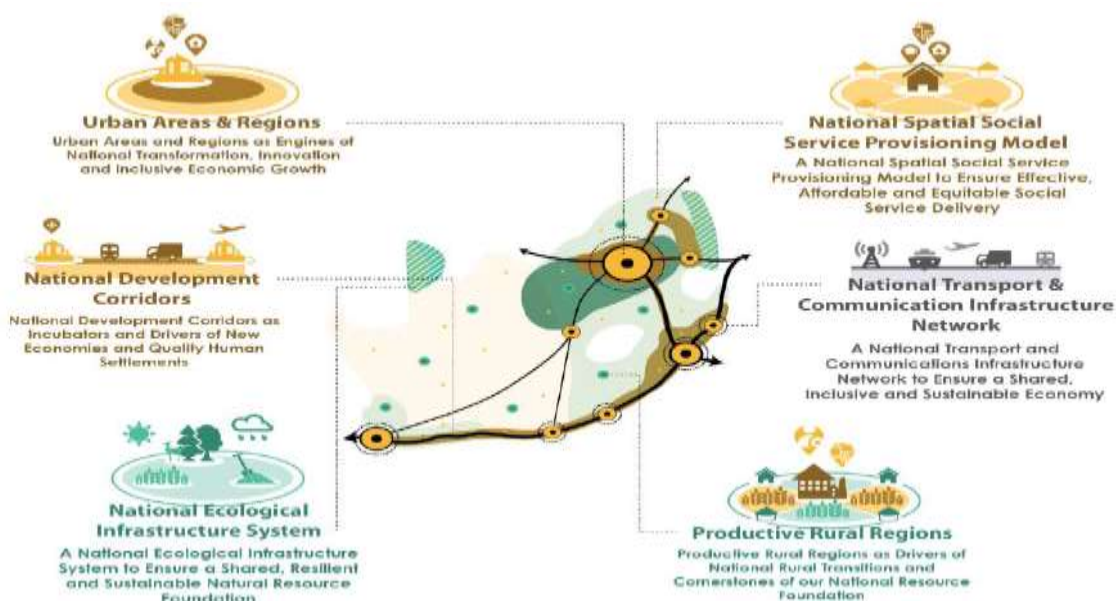 Urban Areas & Regions
Urban Areas and Regions as Engines of
National Transformation, Innovation
and Inclusive Economic Growth
National Spatial Social
Service Provisioning Model
A National Spatial Social Service
Provisioning Model to Ensure Effective,
Affordable and Equitable Social
Service Delivery
National Development
Corridors
National Development Corridors as
Incubators and Drivers of New
Economies and Quality Human
Settlements
National Transport &
Communication Infrastructure
Network
A National Transport and
Communications Infrastructure
Network to Ensure a Shared,
Inclusive and Sustainable Economy
National Ecological
Infrastructure System
A National Ecological Infrastructure
System to Ensure a Shared, Resilient
and Sustainable Natural Resource
Foundation
Productive Rural Regions
Productive Rural Regions as Drivers of
National Rural Transitions and
Cornerstones of our National Resource
Foundation